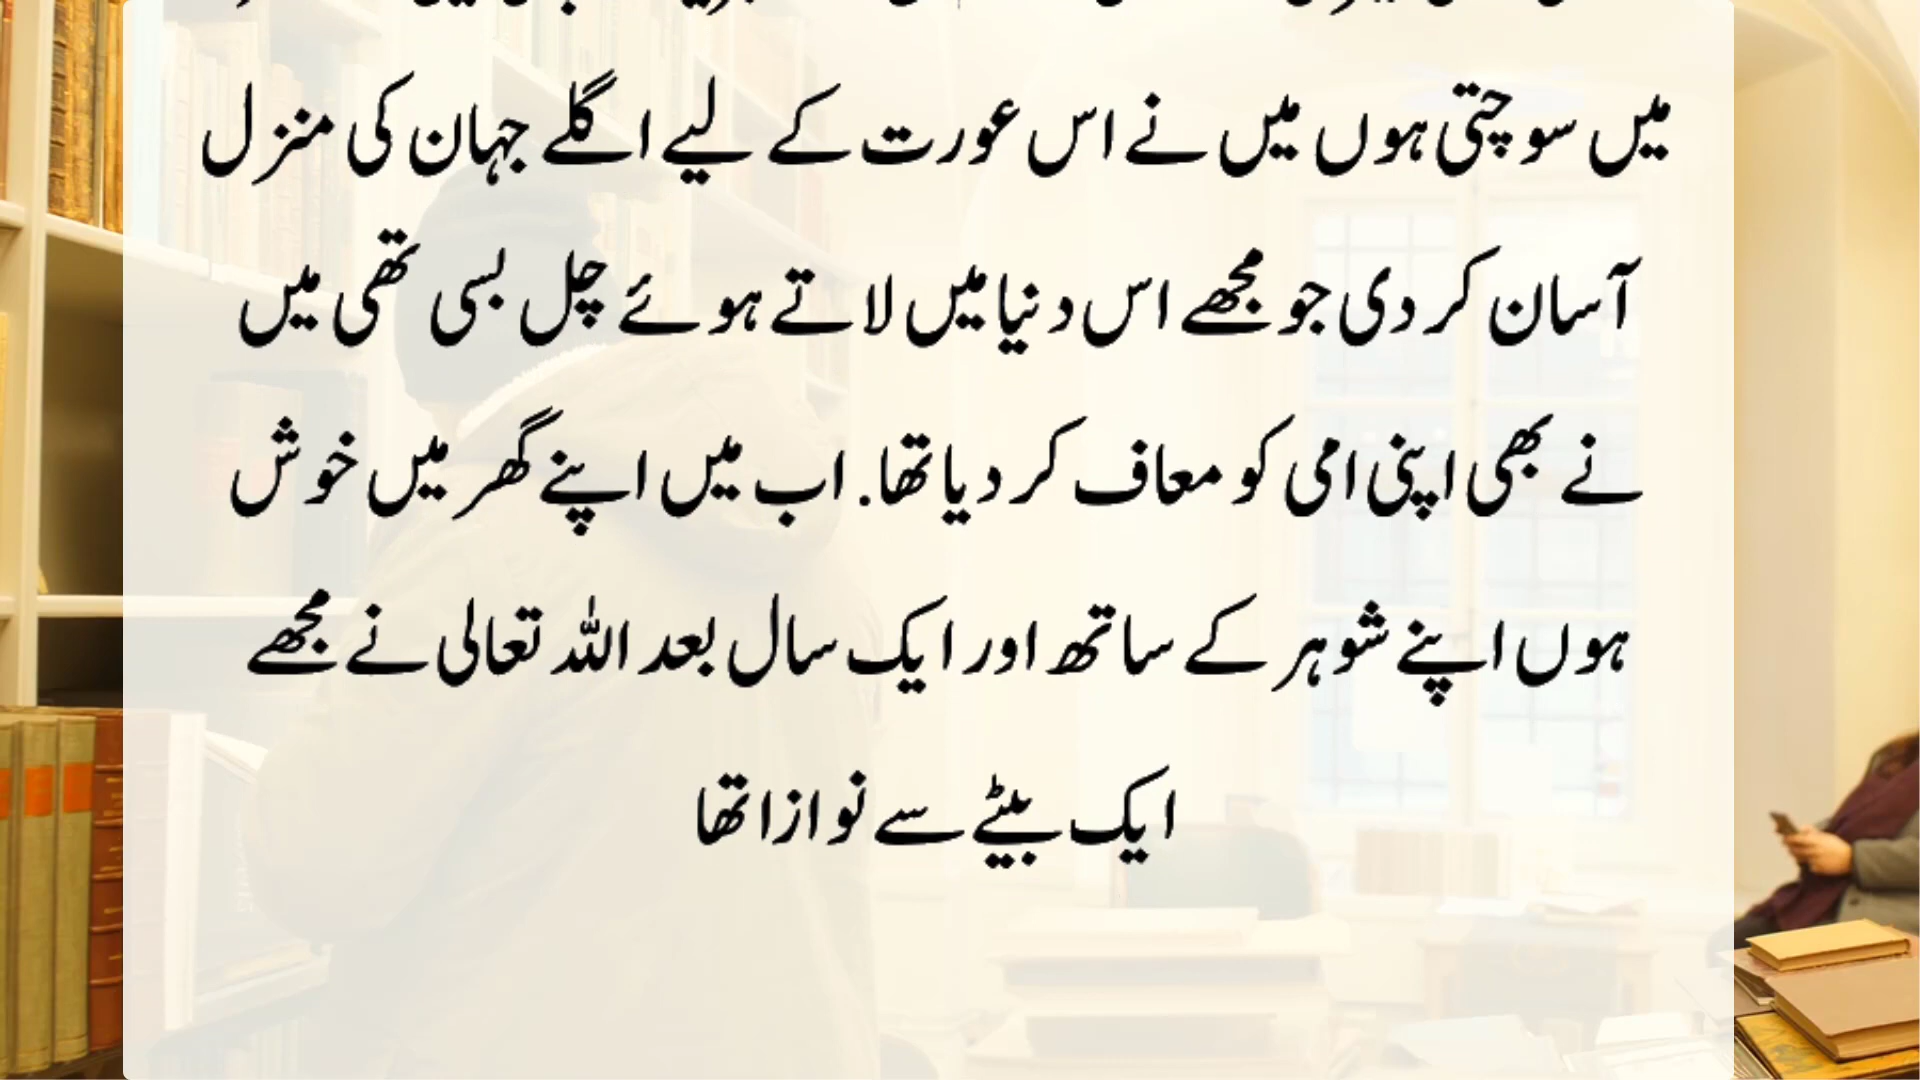 میں سوچتی ہوں میں نے اس عورت کے لیے اگلے جہان کی منزل
آسان کر دی جو مجھے اس دنیا میں لاتے ہوئے چل بسی تھی میں
نے بھی اپنی امی کو معاف کر دیا تھا. اب میں اپنے گھر میں خوش
ہوں اپنے شوہر کے ساتھ اور ایک سال بعد اللہ تعالی نے مجھے
ایک بیٹے سے نوازا تھا